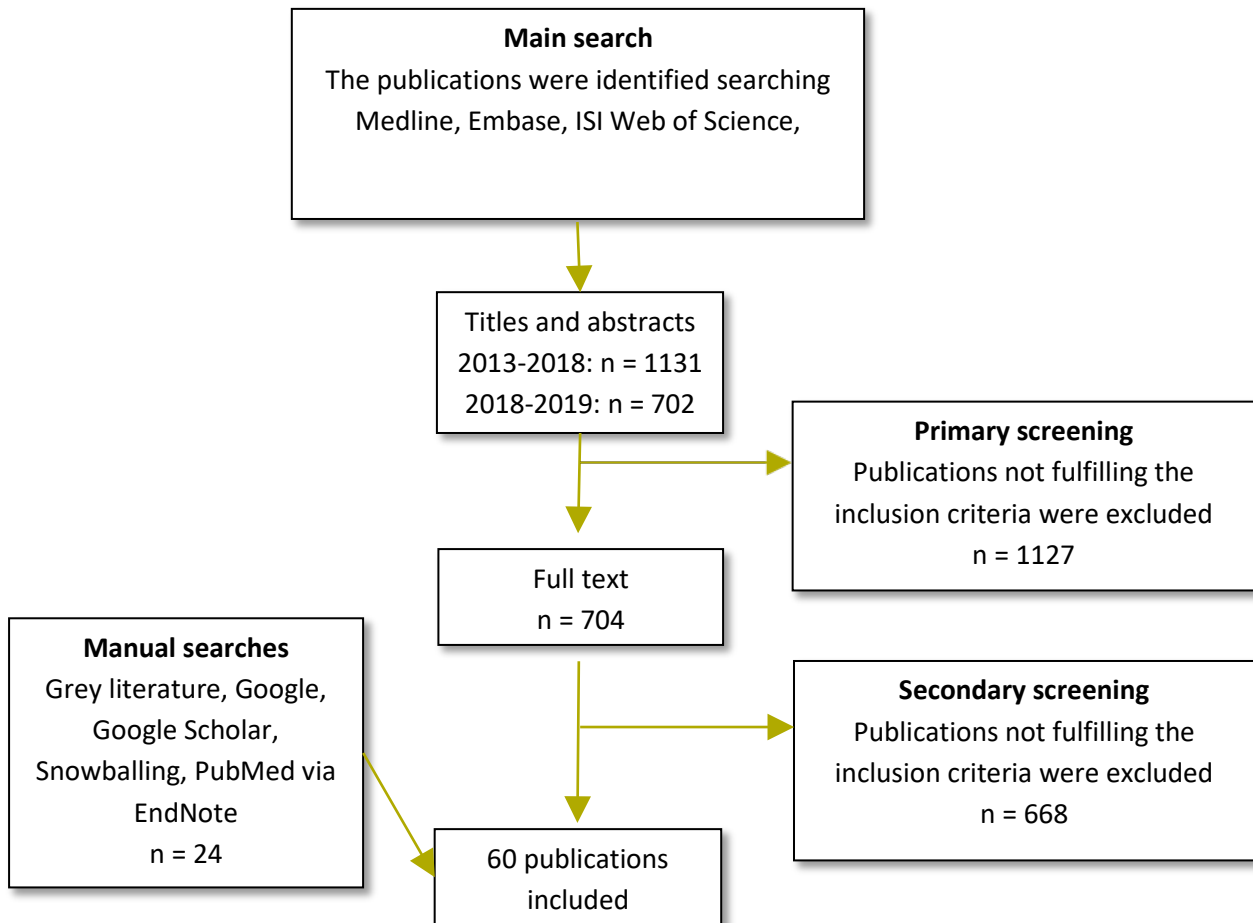 Main search
The publications were identified searching
Medline, Embase, ISI Web of Science,
Titles and abstracts
2013-2018: n = 1131
2018-2019: n = 702
Primary screening
Publications not fulfilling the
inclusion criteria were excluded
n = 1127
Full text
n = 704
Manual searches
Grey literature, Google,
Google Scholar,
Snowballing, PubMed via
EndNote
n = 24
Secondary screening
Publications not fulfilling the
inclusion criteria were excluded
n = 668
60 publications
included